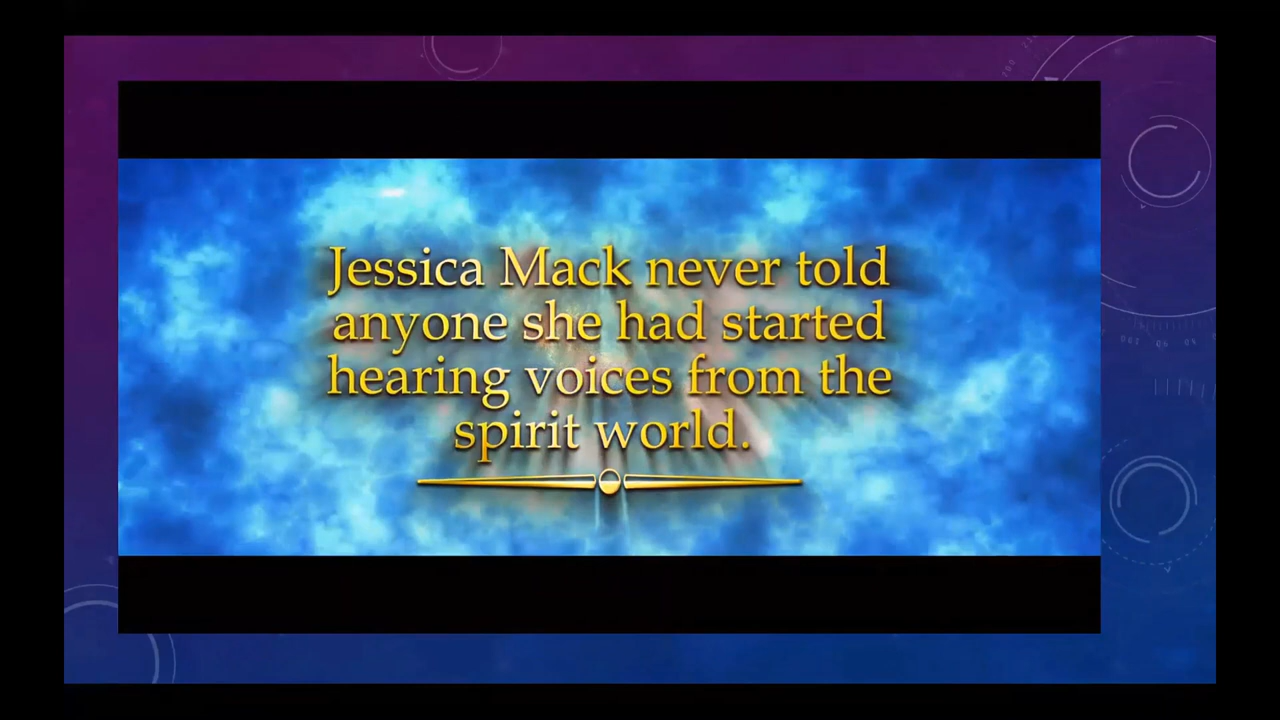 Jessica Mack never told
anyone she had started
hearing voices from the
spirit world.